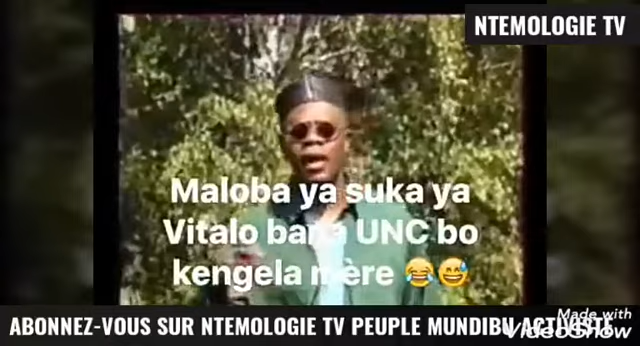 NTEMOLOGIE TV
Maloba ya suka ya
Vitalo bana UNC bo
kengela mère 😂😅
Made with
VideoShow
ABONNEZ-VOUS SUR NTEMOLOGIE TV PEUPLE MUNDIBU ACTIVISTE